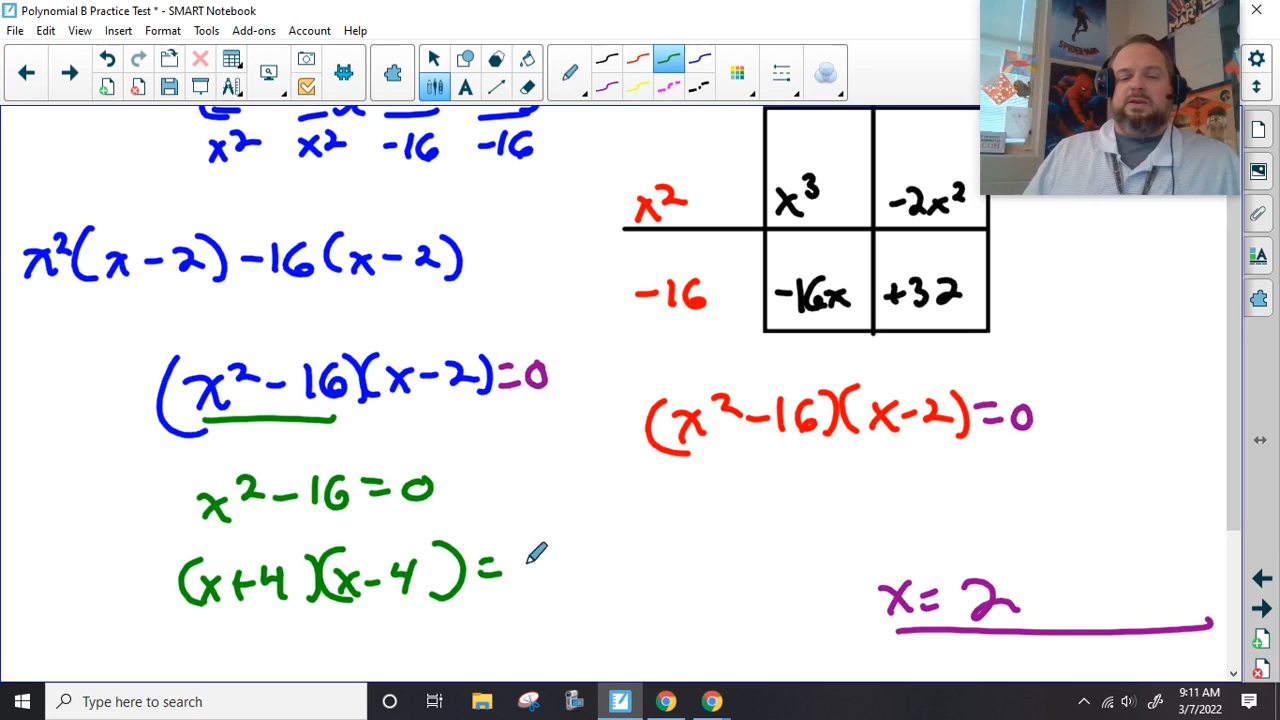 Polynomial B Practice Test * - SMART Notebook
File Edit View Insert Format Tools Add-ons Account Help
x² x² -16 -16
x² x³ -2x²
x²(x-2)-16(x-2)
-16 -16x +32
(x²-16)(x-2)=0
(x²-16)(x-2)=0
x²-16=0
(x+4)(x-4)=
x=2
Type here to search
9:11 AM
3/7/2022